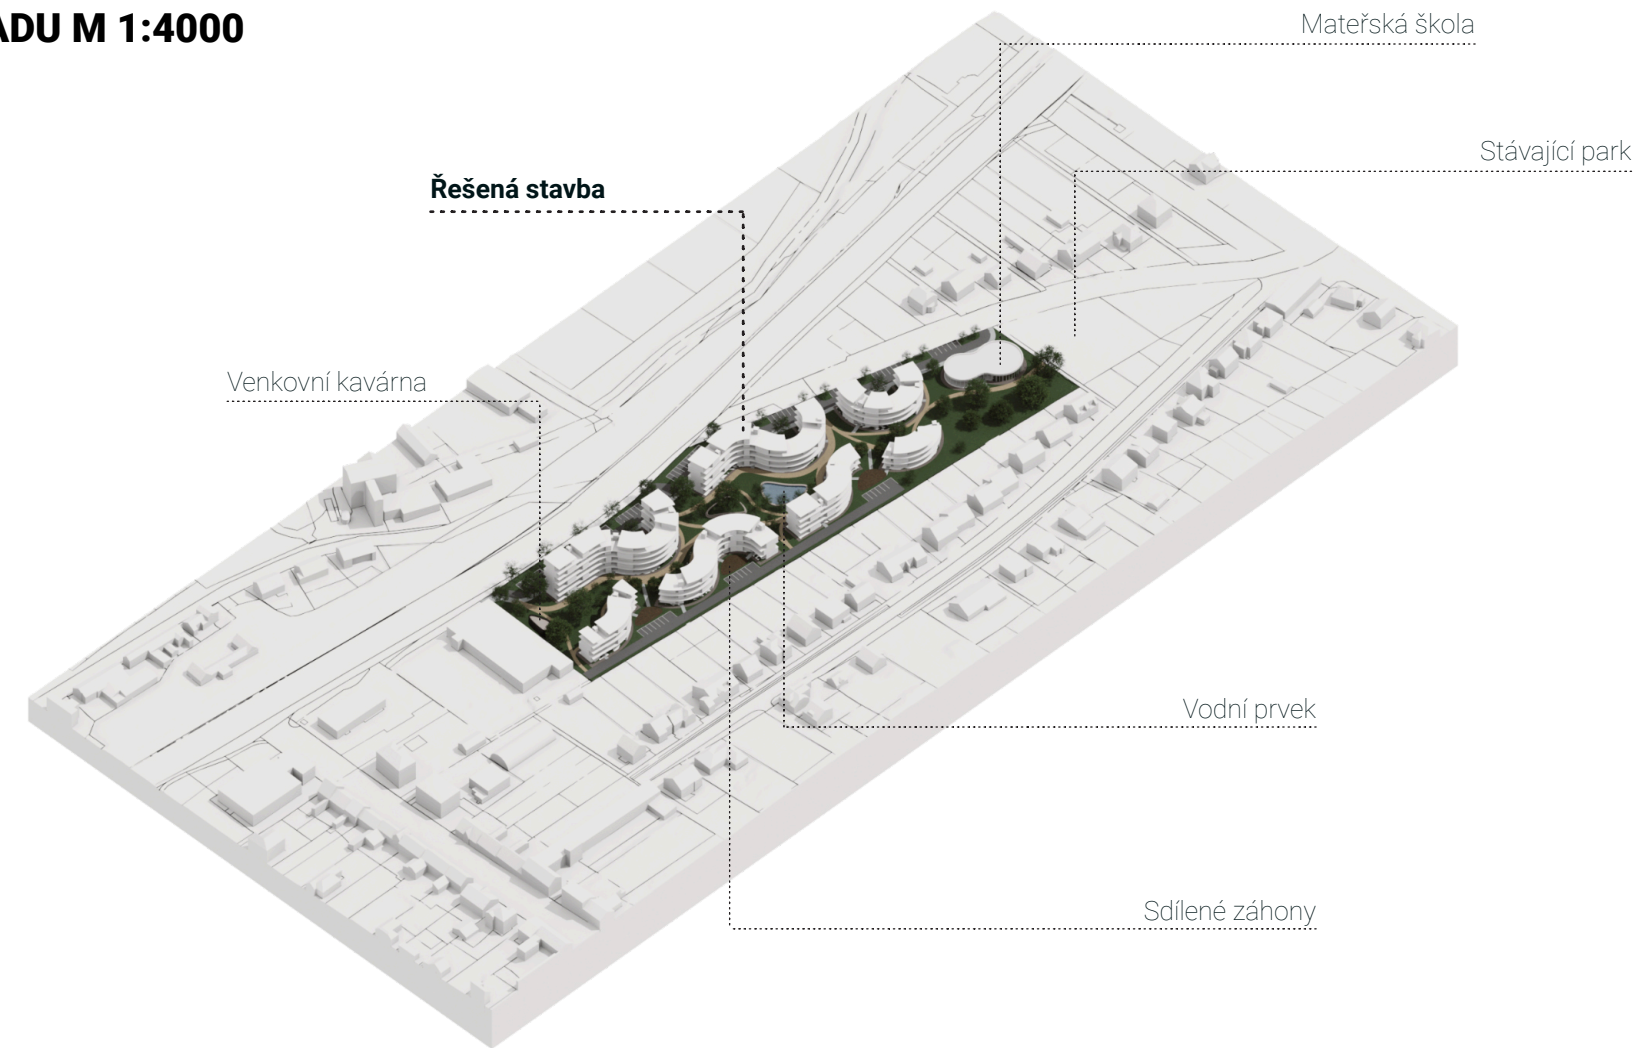 ADU M 1:4000
Mateřská škola
Stávající park
Řešená stavba
Venkovní kavárna
Vodní prvek
Sdílené záhony